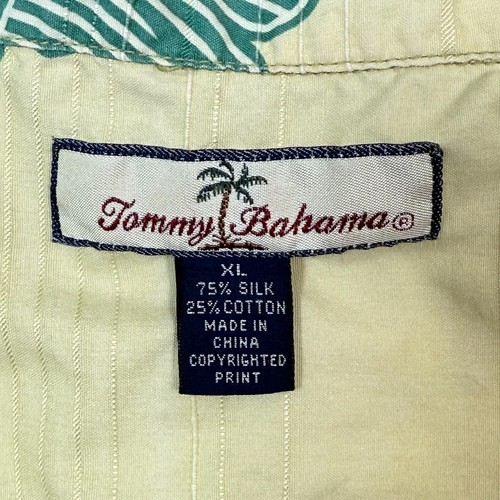 Tommy Bahama®
XL
75% SILK
25% COTTON
MADE IN
CHINA
COPYRIGHTED
PRINT